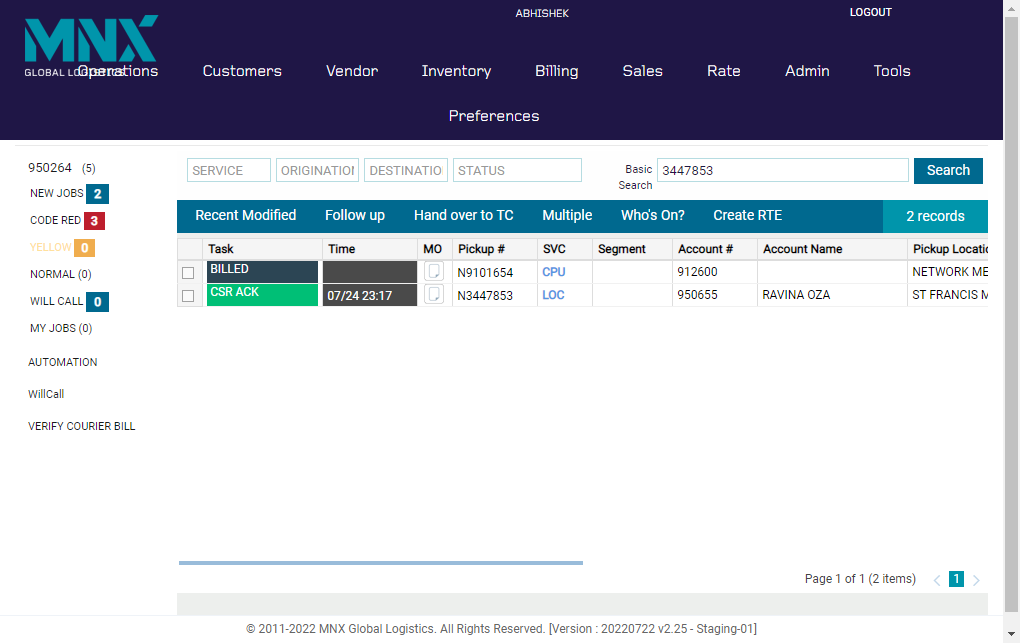 ABHISHEK
LOGOUT
MNX
GLOBAL LOGISTICS
Operations Customers Vendor Inventory Billing Sales Rate Admin Tools
Preferences
950264 (5)
NEW JOBS 2
CODE RED 3
YELLOW 0
NORMAL (0)
WILL CALL 0
MY JOBS (0)
AUTOMATION
WillCall
VERIFY COURIER BILL
SERVICE ORIGINATION DESTINATIO STATUS
Basic Search 3447853 Search
Recent Modified Follow up Hand over to TC Multiple Who's On? Create RTE 2 records
Task Time MO Pickup # SVC Segment Account # Account Name Pickup Locatio
BILLED N9101654 CPU 912600 NETWORK ME
CSR ACK 07/24 23:17 N3447853 LOC 950655 RAVINA OZA ST FRANCIS M
Page 1 of 1 (2 items) 1
© 2011-2022 MNX Global Logistics. All Rights Reserved. [Version : 20220722 v2.25 - Staging-01]